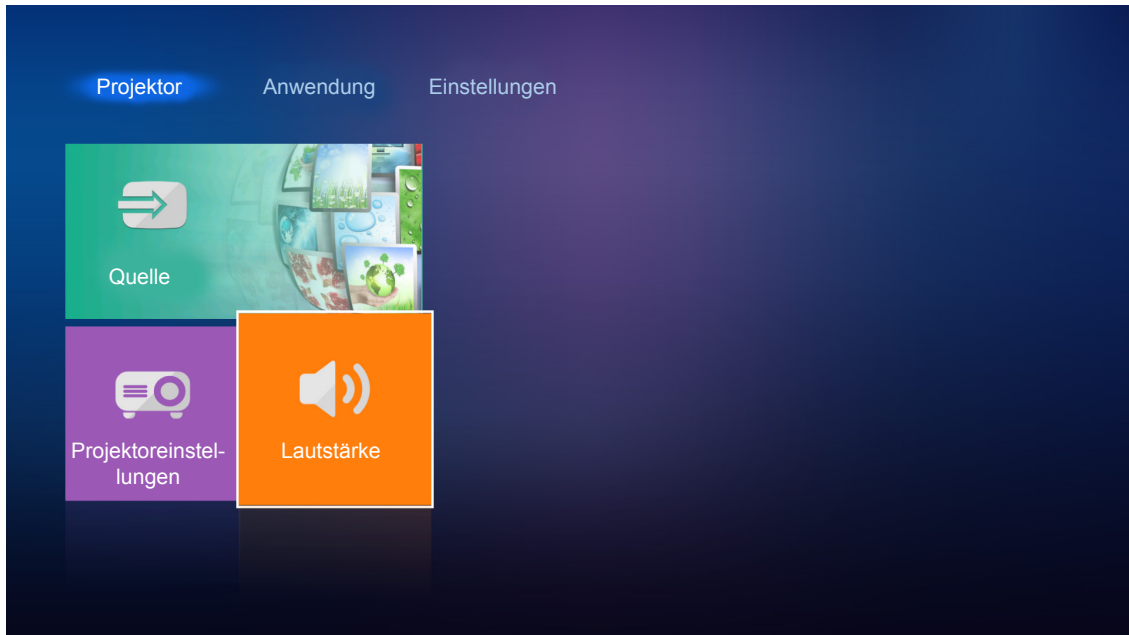 Projektor Anwendung Einstellungen
Quelle
Projektoreinstel-
lungen
Lautstärke